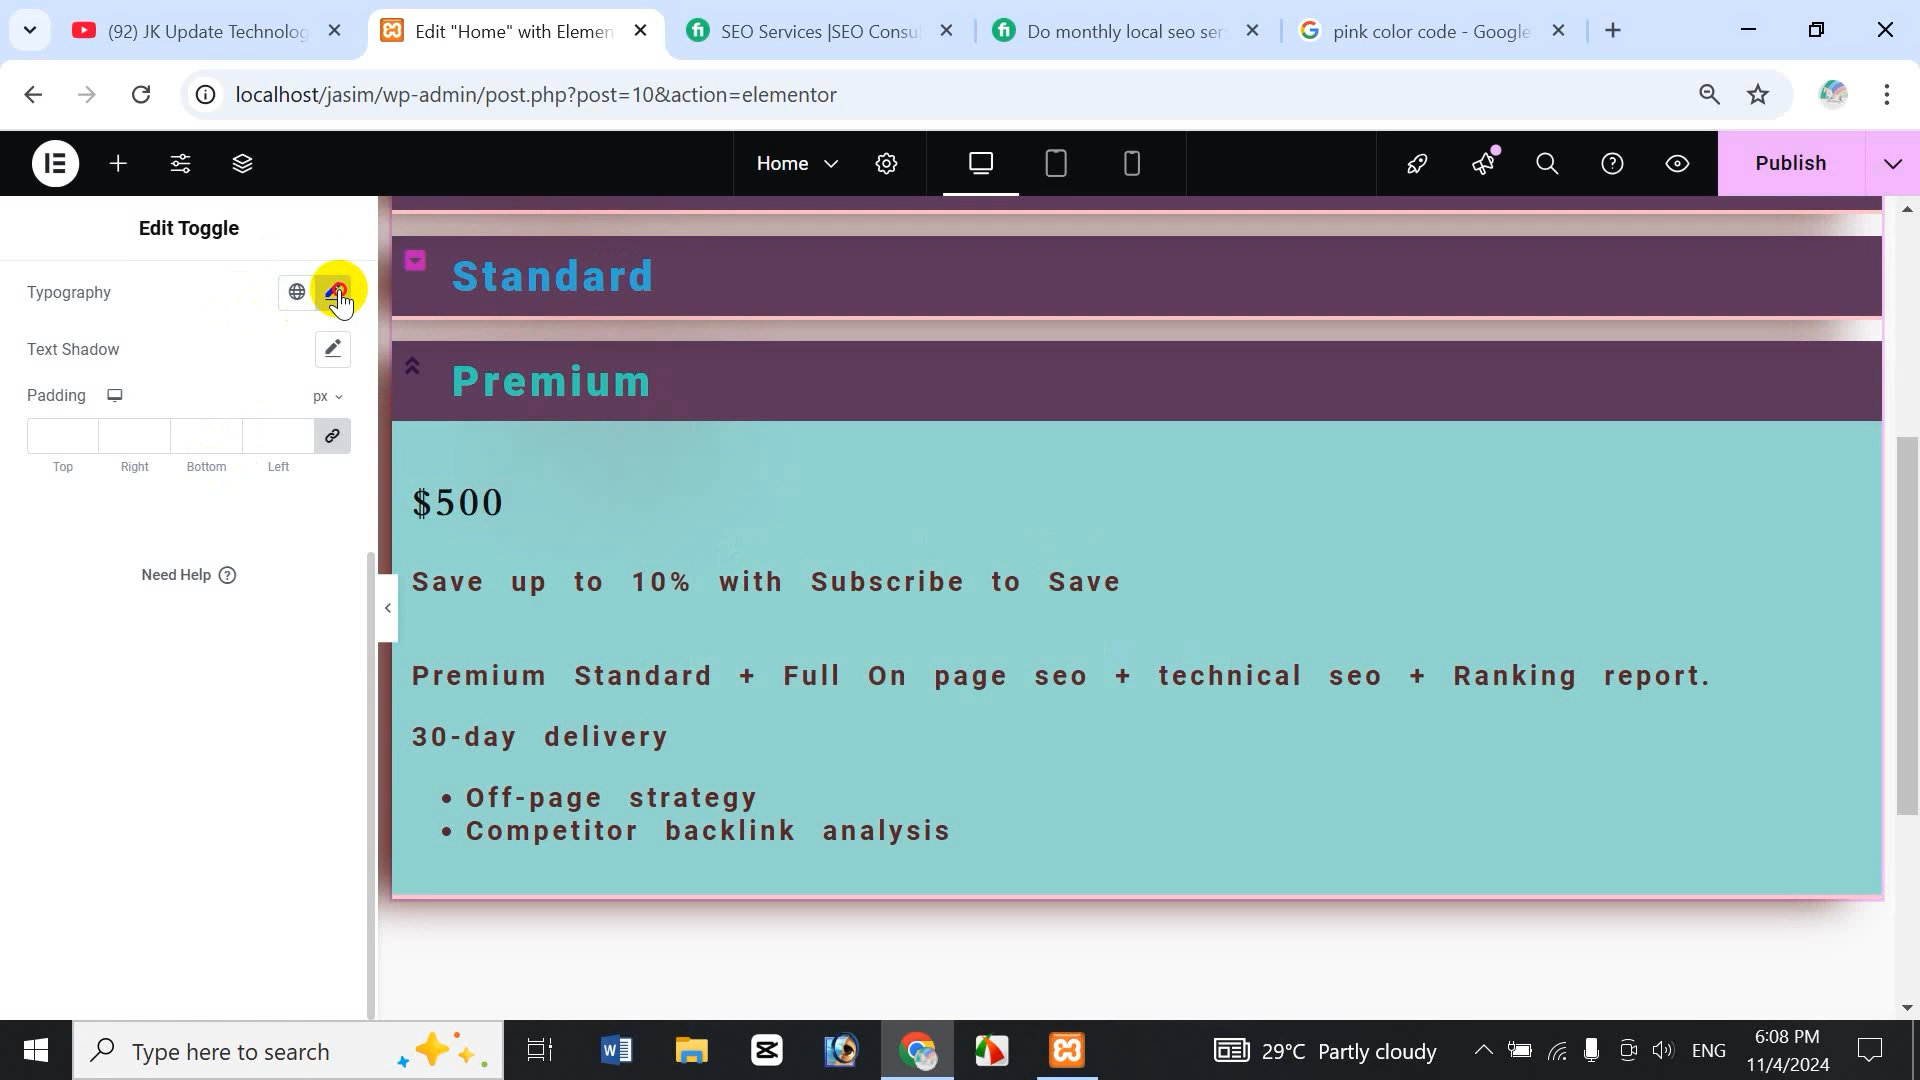 (92) JK Update Technolog
Edit "Home" with Elemen
SEO Services |SEO Consu
Do monthly local seo ser
pink color code - Google
localhost/jasim/wp-admin/post.php?post=10&action=elementor
Home
Publish
Edit Toggle
Typography
Text Shadow
Padding
px
Top Right Bottom Left
Need Help
Standard
Premium
$500
Save up to 10% with Subscribe to Save
Premium Standard + Full On page seo + technical seo + Ranking report.
30-day delivery
• Off-page strategy
• Competitor backlink analysis
Type here to search
29°C Partly cloudy
ENG
6:08 PM
11/4/2024